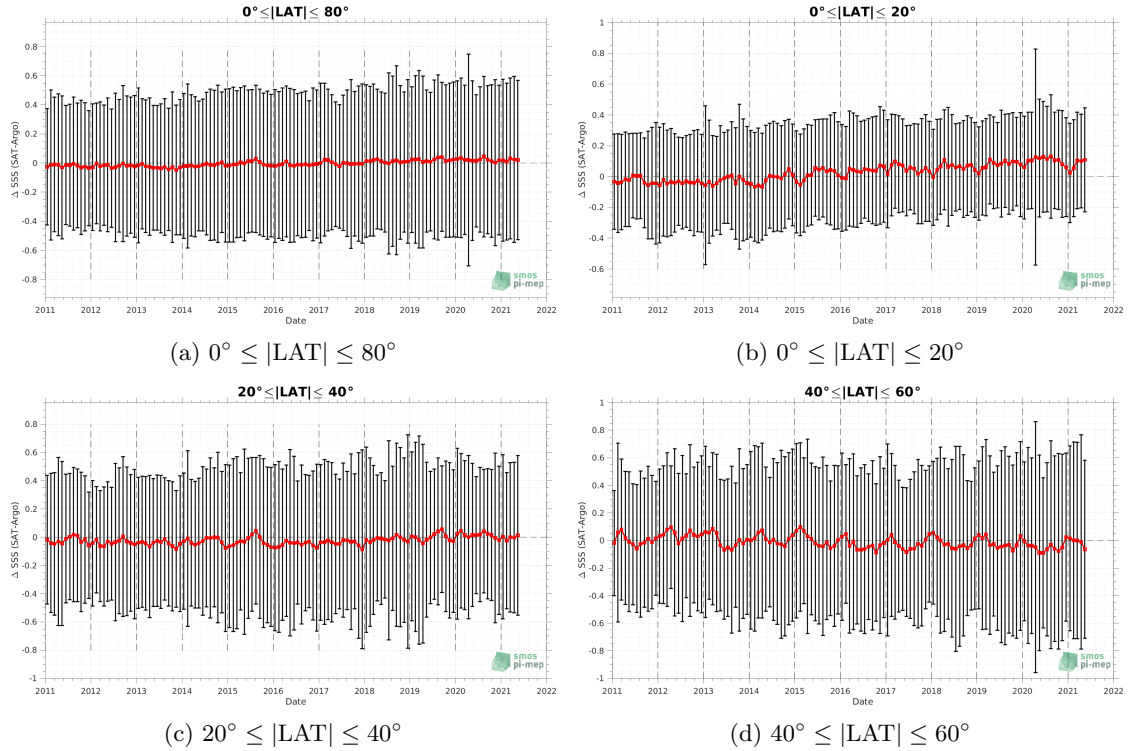 0°≤|LAT|≤ 80°
Δ SSS (SAT-Argo)
0.8
0.6
0.4
0.2
0
-0.2
-0.4
-0.6
-0.8
2011 2012 2013 2014 2015 2016 2017 2018 2019 2020 2021 2022
Date
smos
pi-mep
(a) 0° ≤ |LAT| ≤ 80°
0°≤|LAT|≤ 20°
Δ SSS (SAT-Argo)
1
0.8
0.6
0.4
0.2
0
-0.2
-0.4
-0.6
2011 2012 2013 2014 2015 2016 2017 2018 2019 2020 2021 2022
Date
smos
pi-mep
(b) 0° ≤ |LAT| ≤ 20°
20°≤|LAT|≤ 40°
Δ SSS (SAT-Argo)
0.8
0.6
0.4
0.2
0
-0.2
-0.4
-0.6
-0.8
-1
2011 2012 2013 2014 2015 2016 2017 2018 2019 2020 2021 2022
Date
smos
pi-mep
(c) 20° ≤ |LAT| ≤ 40°
40°≤|LAT|≤ 60°
Δ SSS (SAT-Argo)
1
0.8
0.6
0.4
0.2
0
-0.2
-0.4
-0.6
-0.8
-1
2011 2012 2013 2014 2015 2016 2017 2018 2019 2020 2021 2022
Date
smos
pi-mep
(d) 40° ≤ |LAT| ≤ 60°